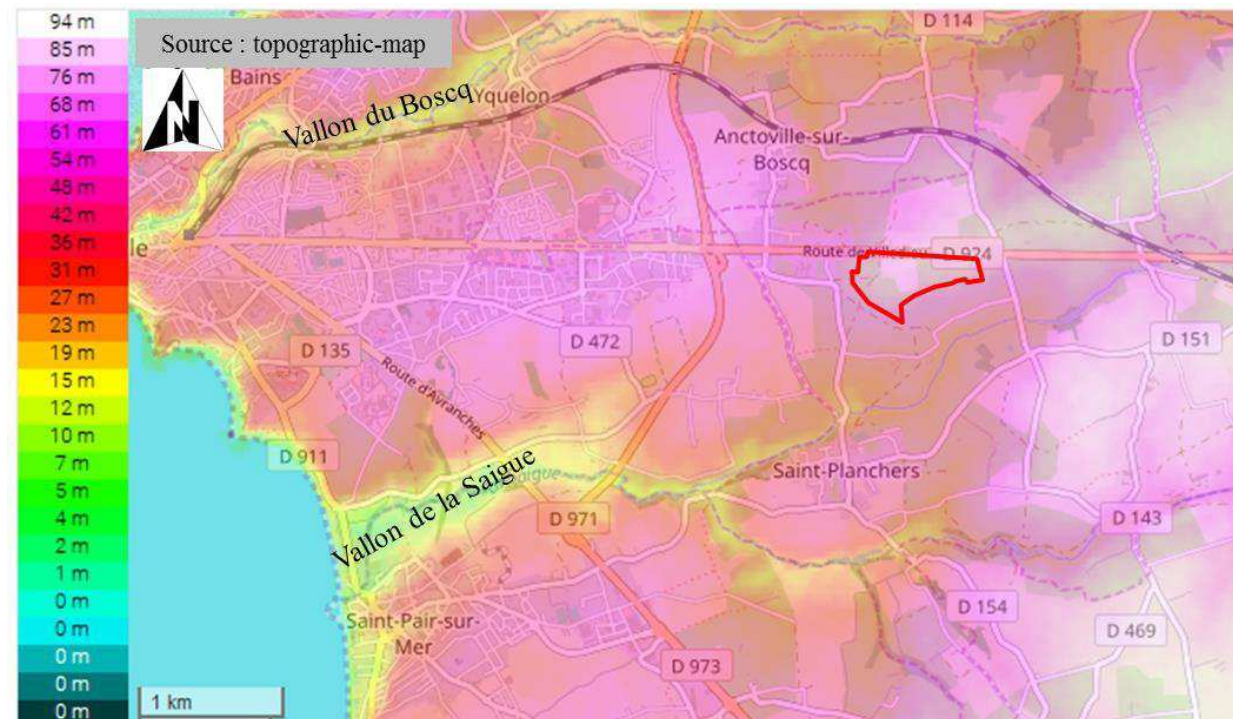 94 m
85 m
76 m
68 m
61 m
54 m
48 m
42 m
36 m
31 m
27 m
23 m
19 m
15 m
12 m
10 m
7 m
5 m
4 m
2 m
1 m
0 m
0 m
0 m
0 m
0 m
Source : topographic-map
N
Bains
D 114
Vallon du Boscq
Yquelon
Anctoville-sur-
Boscq
lle
Route de
D 924
D 135
D 472
D 151
Route d'Avranches
D 911
Vallon de la Saigue
Saigue
Saint-Planchers
D 971
D 143
D 154
Saint-Pair-sur-
Mer
D 469
D 973
1 km